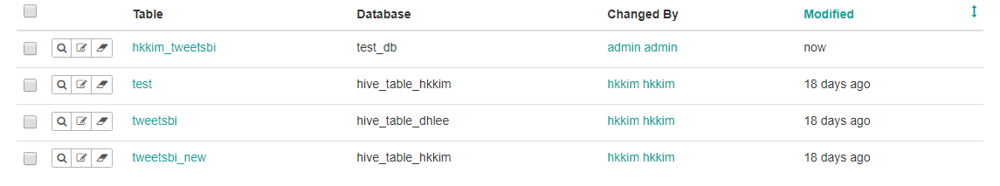 Table Database Changed By Modified
hkkim_tweetsbi test_db admin admin now
test hive_table_hkkim hkkim hkkim 18 days ago
tweetsbi hive_table_dhlee hkkim hkkim 18 days ago
tweetsbi_new hive_table_hkkim hkkim hkkim 18 days ago